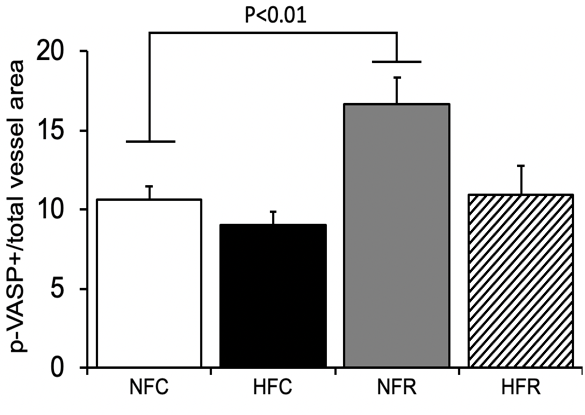 P<0.01
p-VASP+/total vessel area
20
15
10
5
0
NFC HFC NFR HFR